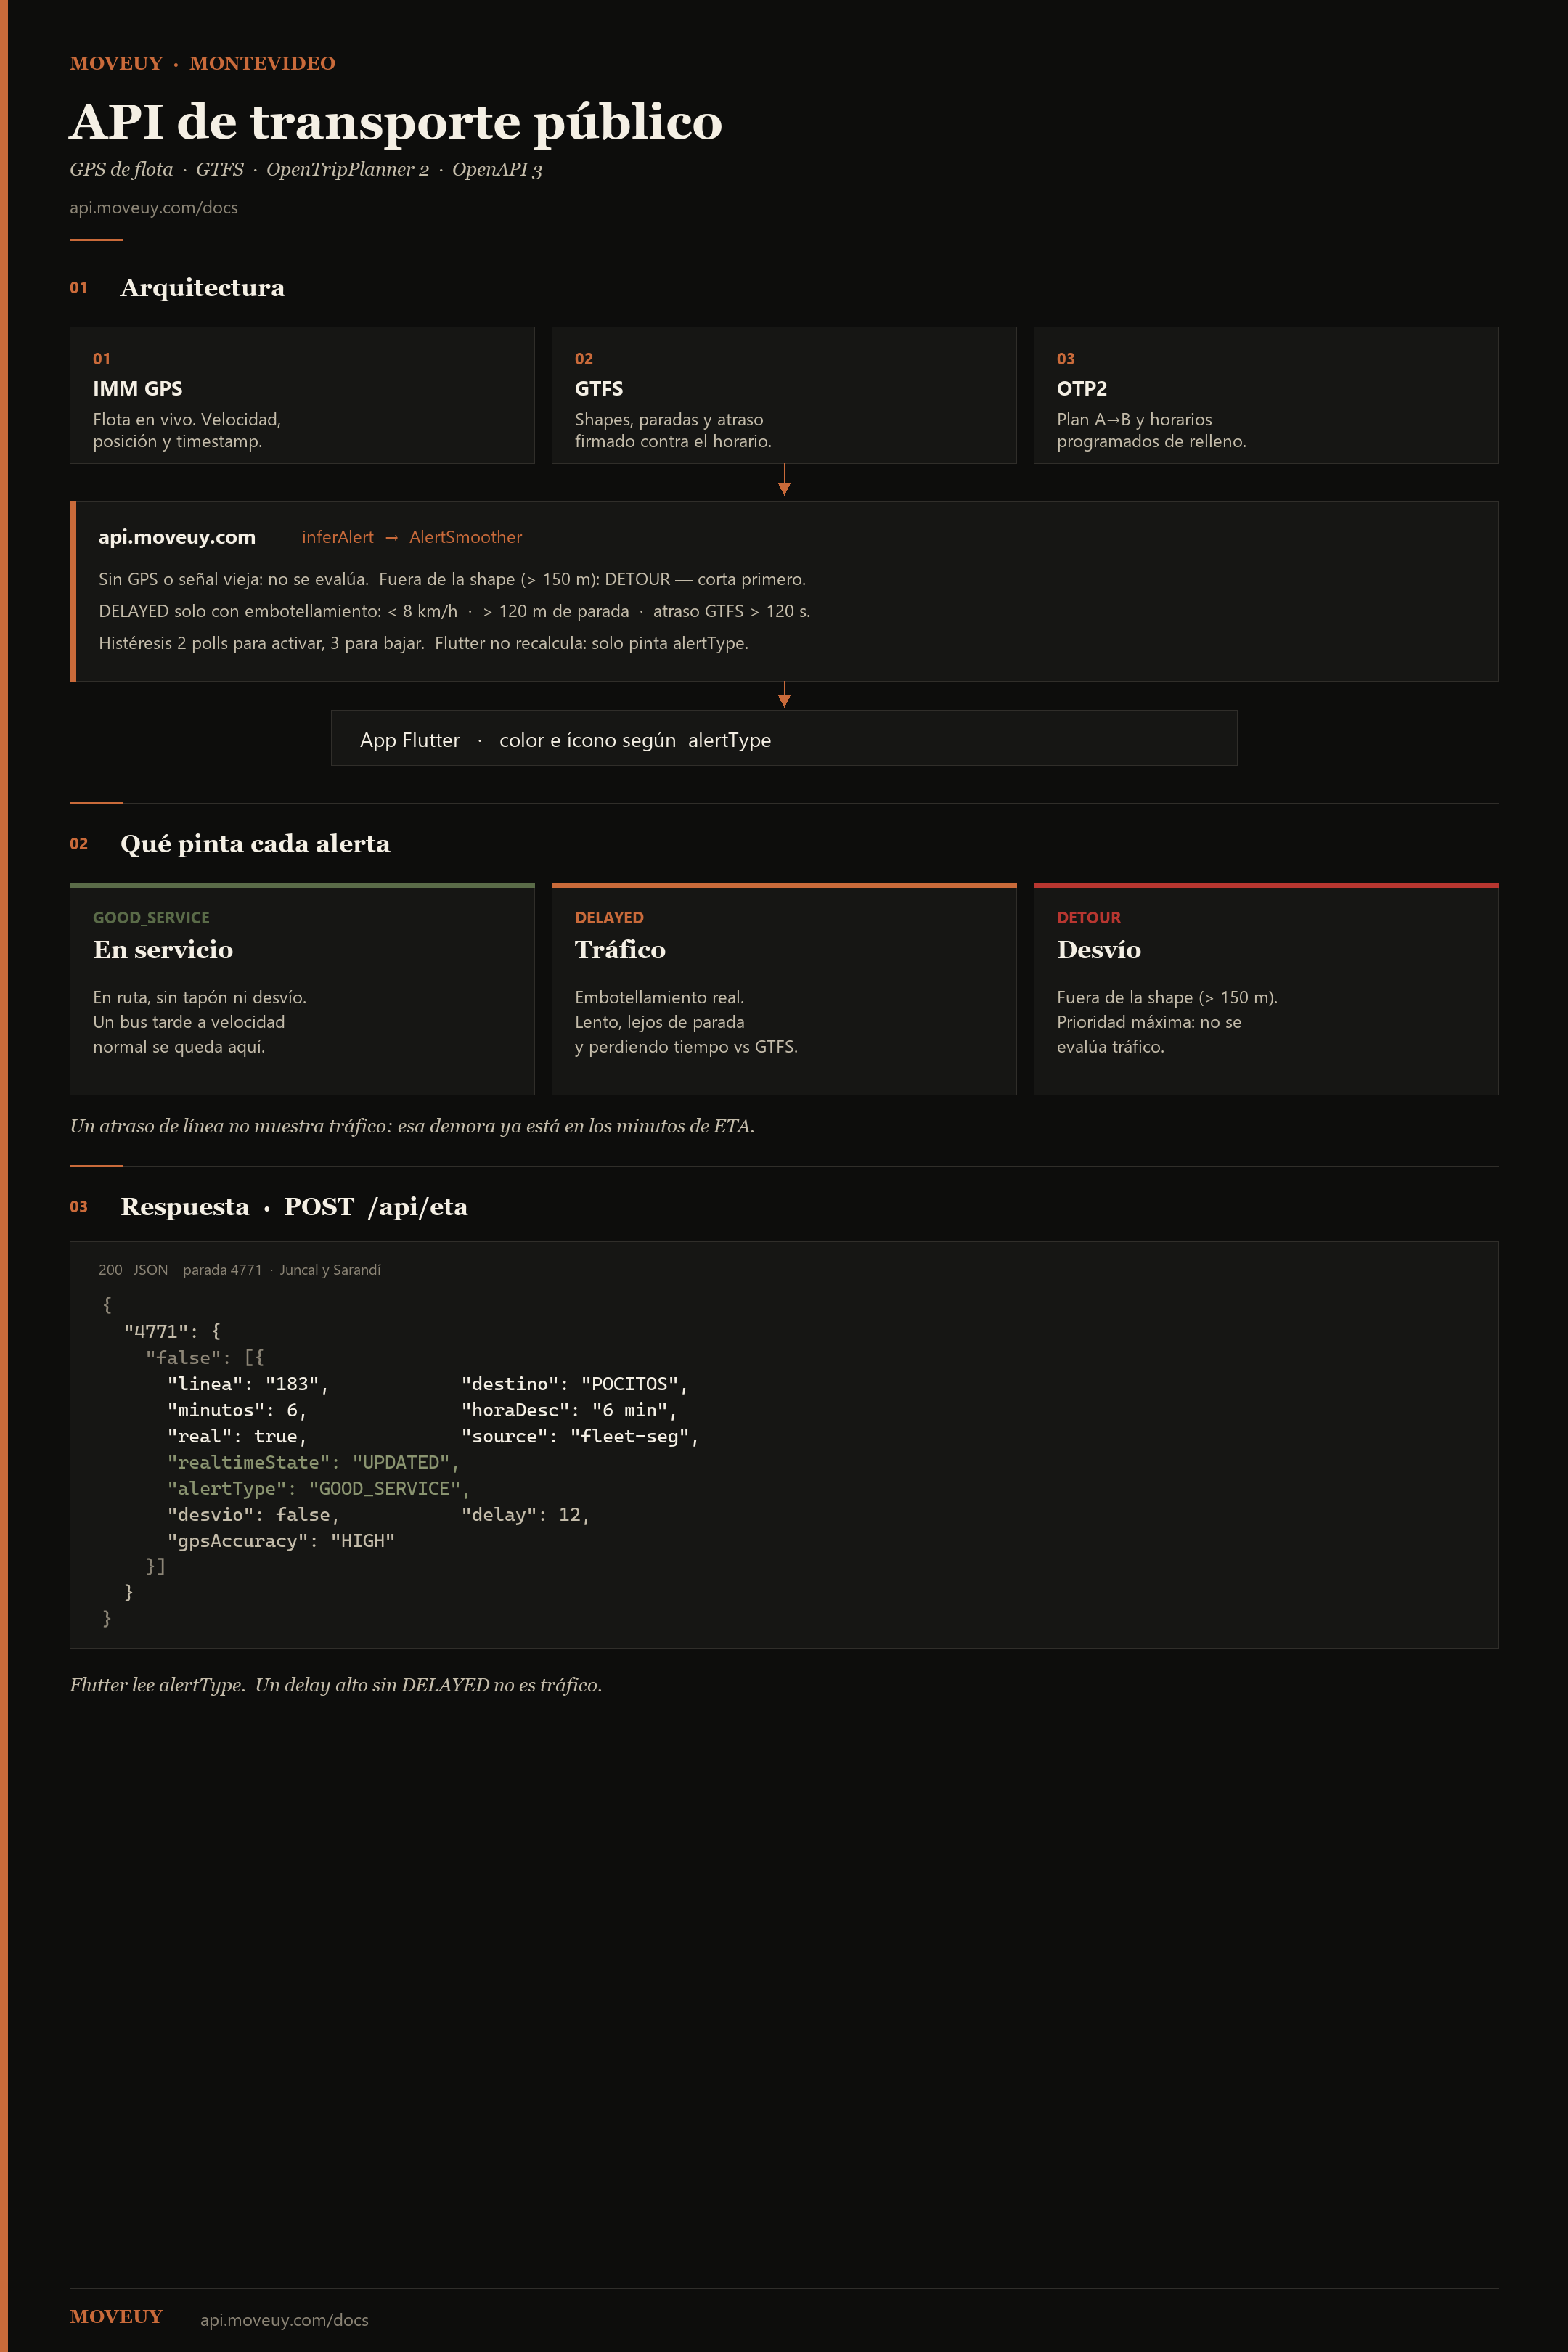 MOVEUY · MONTEVIDEO
API de transporte público
GPS de flota · GTFS · OpenTripPlanner 2 · OpenAPI 3
api.moveuy.com/docs
01 Arquitectura
01
IMM GPS
Flota en vivo. Velocidad,
posición y timestamp.
02
GTFS
Shapes, paradas y atraso
firmado contra el horario.
03
OTP2
Plan A→B y horarios
programados de relleno.
api.moveuy.com inferAlert → AlertSmoother
Sin GPS o señal vieja: no se evalúa. Fuera de la shape (> 150 m): DETOUR — corta primero.
DELAYED solo con embotellamiento: < 8 km/h · > 120 m de parada · atraso GTFS > 120 s.
Histéresis 2 polls para activar, 3 para bajar. Flutter no recalcula: solo pinta alertType.
App Flutter · color e ícono según alertType
02 Qué pinta cada alerta
GOOD_SERVICE
En servicio
En ruta, sin tapón ni desvío.
Un bus tarde a velocidad
normal se queda aquí.
DELAYED
Tráfico
Embotellamiento real.
Lento, lejos de parada
y perdiendo tiempo vs GTFS.
DETOUR
Desvío
Fuera de la shape (> 150 m).
Prioridad máxima: no se
evalúa tráfico.
Un atraso de línea no muestra tráfico: esa demora ya está en los minutos de ETA.
03 Respuesta · POST /api/eta
200 JSON parada 4771 · Juncal y Sarandí
{
  "4771": {
    "false": [{
      "linea": "183", "destino": "POCITOS",
      "minutos": 6, "horaDesc": "6 min",
      "real": true, "source": "fleet-seg",
      "realtimeState": "UPDATED",
      "alertType": "GOOD_SERVICE",
      "desvio": false, "delay": 12,
      "gpsAccuracy": "HIGH"
    }]
  }
}
Flutter lee alertType. Un delay alto sin DELAYED no es tráfico.
MOVEUY api.moveuy.com/docs